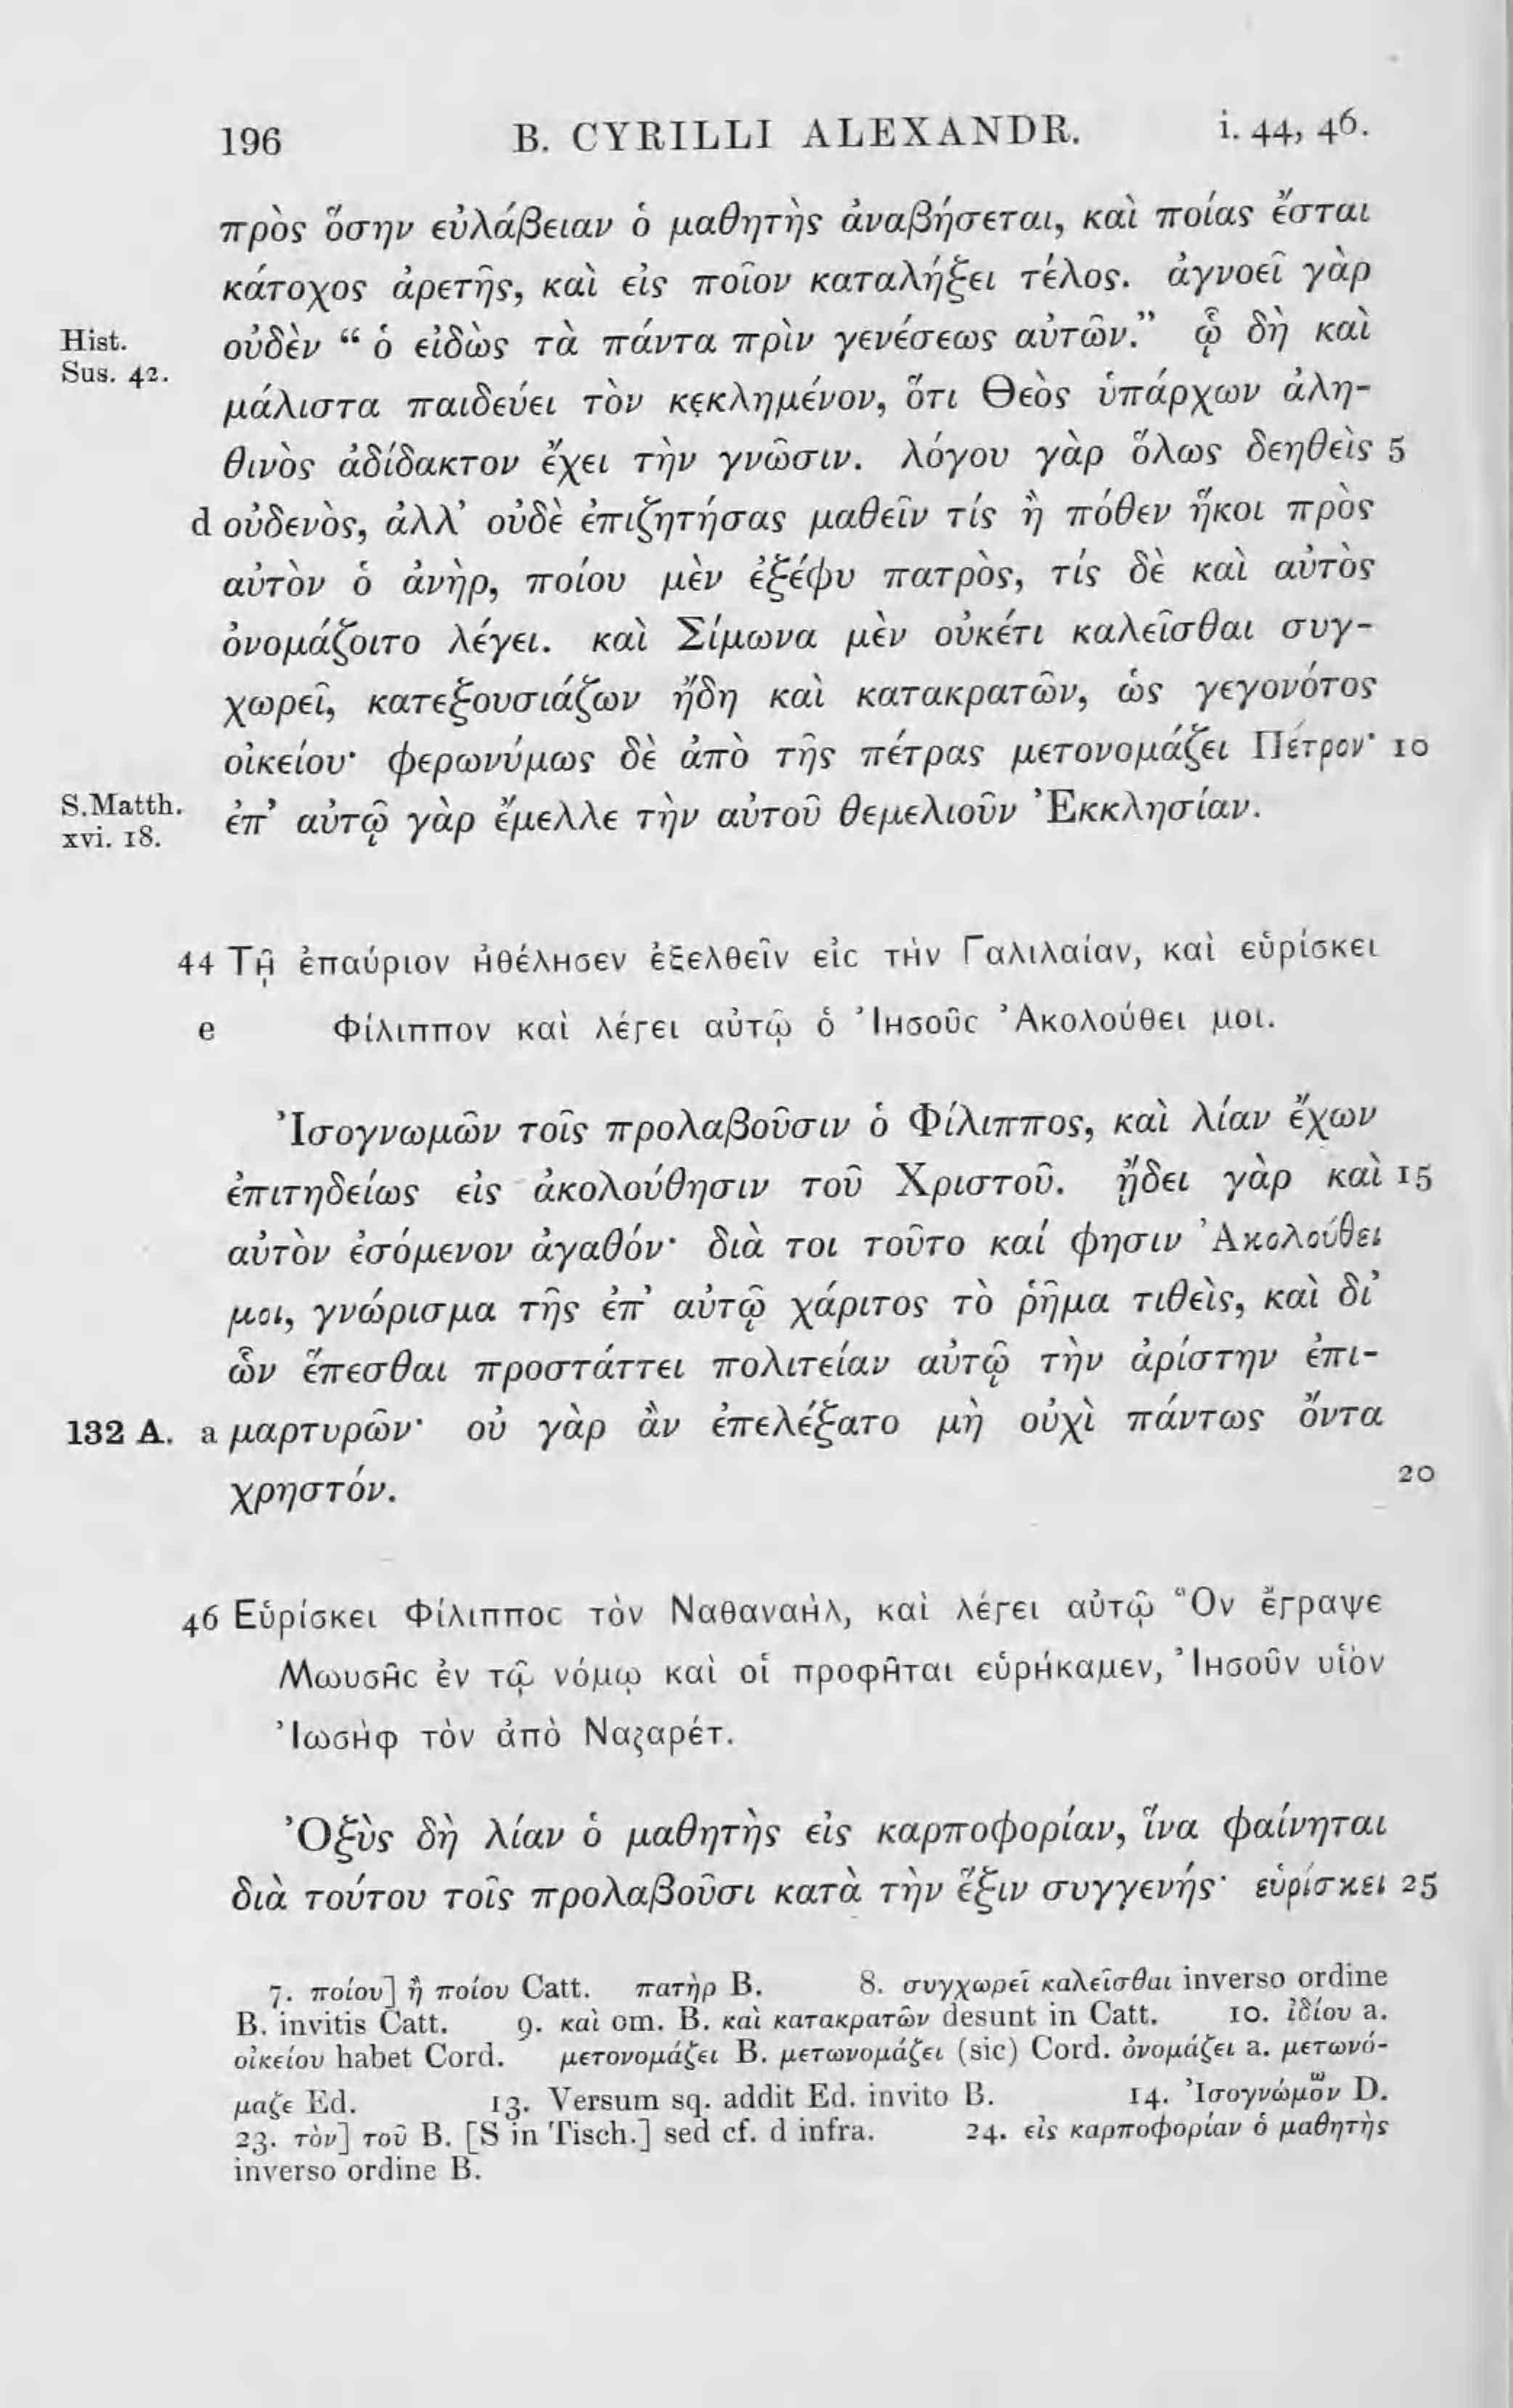 196 B. CYRILLI ALEXANDR. i. 44, 46.
πρὸς ὅσην εὐλάβειαν ὁ μαθητὴς ἀναβήσεται, καὶ ποίας ἔσται
κάτοχος ἀρετῆς, καὶ εἰς ποῖον καταλήξει τέλος. ἀγνοεῖ γὰρ
Hist. Sus. 42. οὐδὲν “ ὁ εἰδὼς τὰ πάντα πρὶν γενέσεως αὐτῶν.” ᾧ δὴ καὶ
μάλιστα παιδεύει τὸν κεκλημένον, ὅτι Θεὸς ὑπάρχων ἀλη-
θινὸς ἀδίδακτον ἔχει τὴν γνῶσιν. λόγου γὰρ ὅλως δεηθεὶς 5
d οὐδενὸς, ἀλλ’ οὐδὲ ἐπιζητήσας μαθεῖν τίς ἢ πόθεν ἥκοι πρὸς
αὐτὸν ὁ ἀνὴρ, ποίου μὲν ἐξέφυ πατρὸς, τίς δὲ καὶ αὐτὸς
ὀνομάζοιτο λέγει. καὶ Σίμωνα μὲν οὐκέτι καλεῖσθαι συγ-
χωρεῖ, κατεξουσιάζων ἤδη καὶ κατακρατῶν, ὡς γεγονότος
οἰκείου· φερωνύμως δὲ ἀπὸ τῆς πέτρας μετονομάζει Πέτρον· 10
S.Matth. xvi. 18. ἐπ’ αὐτῷ γὰρ ἔμελλε τὴν αὐτοῦ θεμελιοῦν Ἐκκλησίαν.
44 Τῇ ἐπαύριον ἠθέλησεν ἐξελθεῖν εἰς τὴν Γαλιλαίαν, καὶ εὑρίσκει
e Φίλιππον καὶ λέγει αὐτῷ ὁ Ἰησοῦς Ἀκολούθει μοι.
Ἰσογνωμῶν τοῖς προλαβοῦσιν ὁ Φίλιππος, καὶ λίαν ἔχων
ἐπιτηδείως εἰς ἀκολούθησιν τοῦ Χριστοῦ. ᾔδει γὰρ καὶ 15
αὐτὸν ἐσόμενον ἀγαθόν· διὰ τοι τοῦτο καί φησιν Ἀκολούθει
μοι, γνώρισμα τῆς ἐπ’ αὐτῷ χάριτος τὸ ῥῆμα τιθεὶς, καὶ δι’
ὧν ἕπεσθαι προστάττει πολιτείαν αὐτῷ τὴν ἀρίστην ἐπι-
132 A. a μαρτυρῶν· οὐ γὰρ ἂν ἐπελέξατο μὴ οὐχὶ πάντως ὄντα
χρηστόν. 20
46 Εὑρίσκει Φίλιππος τὸν Ναθαναὴλ, καὶ λέγει αὐτῷ Ὃν ἔγραψε
Μωυσῆς ἐν τῷ νόμῳ καὶ οἱ προφῆται εὑρήκαμεν, Ἰησοῦν υἱὸν
Ἰωσὴφ τὸν ἀπὸ Ναζαρέτ.
Ὀξὺς δὴ λίαν ὁ μαθητὴς εἰς καρποφορίαν, ἵνα φαίνηται
διὰ τούτου τοῖς προλαβοῦσι κατὰ τὴν ἕξιν συγγενής· εὑρίσκει 25
7. ποίου] ἢ ποίου Catt. πατὴρ B. 8. συγχωρεῖ καλεῖσθαι inverso ordine
B. invitis Catt. 9. καὶ om. B. καὶ κατακρατῶν desunt in Catt. 10. ἰδίου a.
οἰκείου habet Cord. μετονομάζει B. μετωνομάζει (sic) Cord. ὀνομάζει a. μετωνό-
μαζε Ed. 13. Versum sq. addit Ed. invito B. 14. Ἰσογνώμῶν D.
23. τὸν] τοῦ B. [S in Tisch.] sed cf. d infra. 24. εἰς καρποφορίαν ὁ μαθητὴς
inverso ordine B.